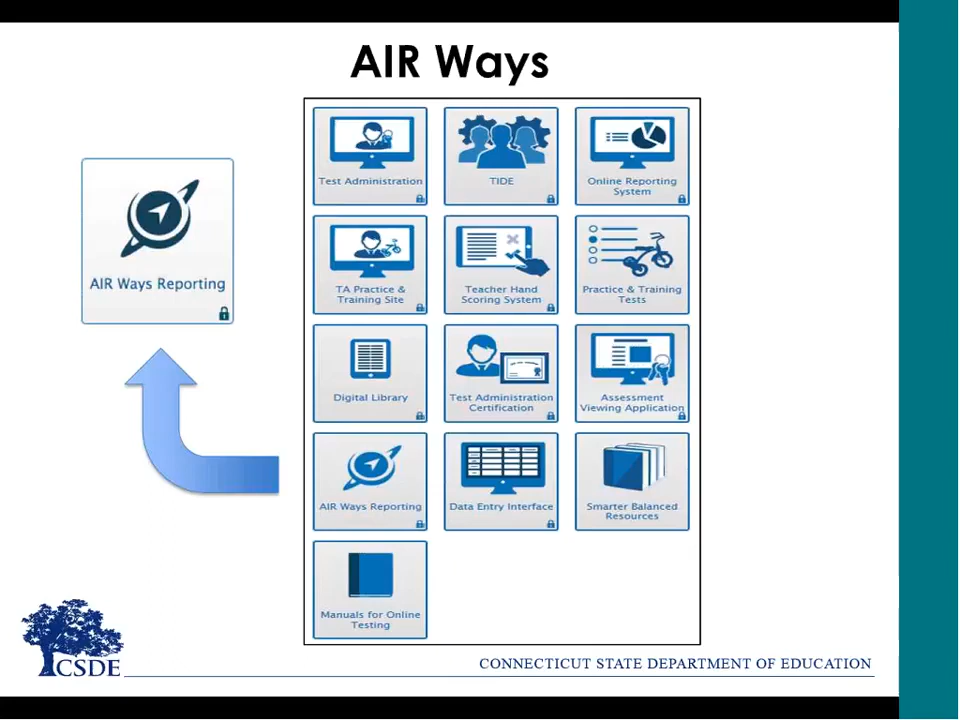 AIR Ways
AIR Ways Reporting
Test Administration
TIDE
Online Reporting
System
TA Practice &
Training Site
Teacher Hand
Scoring System
Practice & Training
Tests
Digital Library
Test Administration
Certification
Assessment
Viewing Application
AIR Ways Reporting
Data Entry Interface
Smarter Balanced
Resources
Manuals for Online
Testing
CSDE
CONNECTICUT STATE DEPARTMENT OF EDUCATION